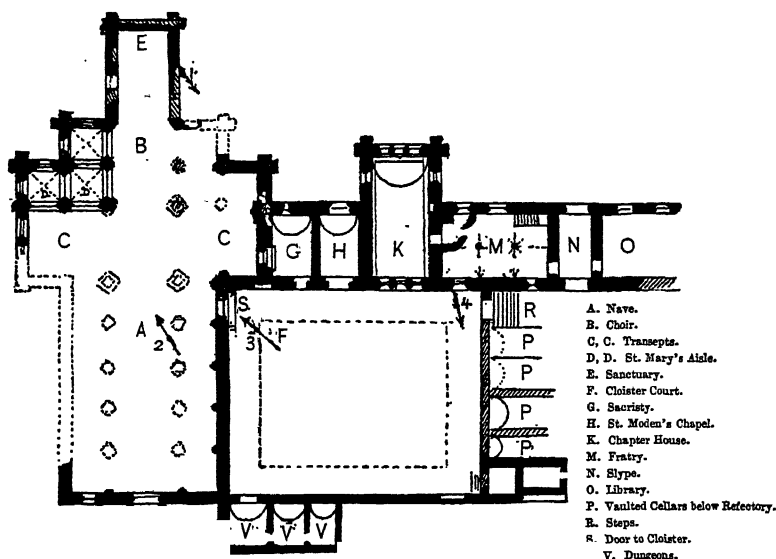 E
B
C
C
G
H
K
M
N
O
A
2
S
3
F
4
R
P
P
P
P
V
V
V
A. Nave.
B. Choir.
C, C. Transepts.
D, D. St. Mary's Aisle.
E. Sanctuary.
F. Cloister Court.
G. Sacristy.
H. St. Moden's Chapel.
K. Chapter House.
M. Fratry.
N. Slype.
O. Library.
P. Vaulted Cellars below Refectory.
R. Steps.
S. Door to Cloister.
V. Dungeons.